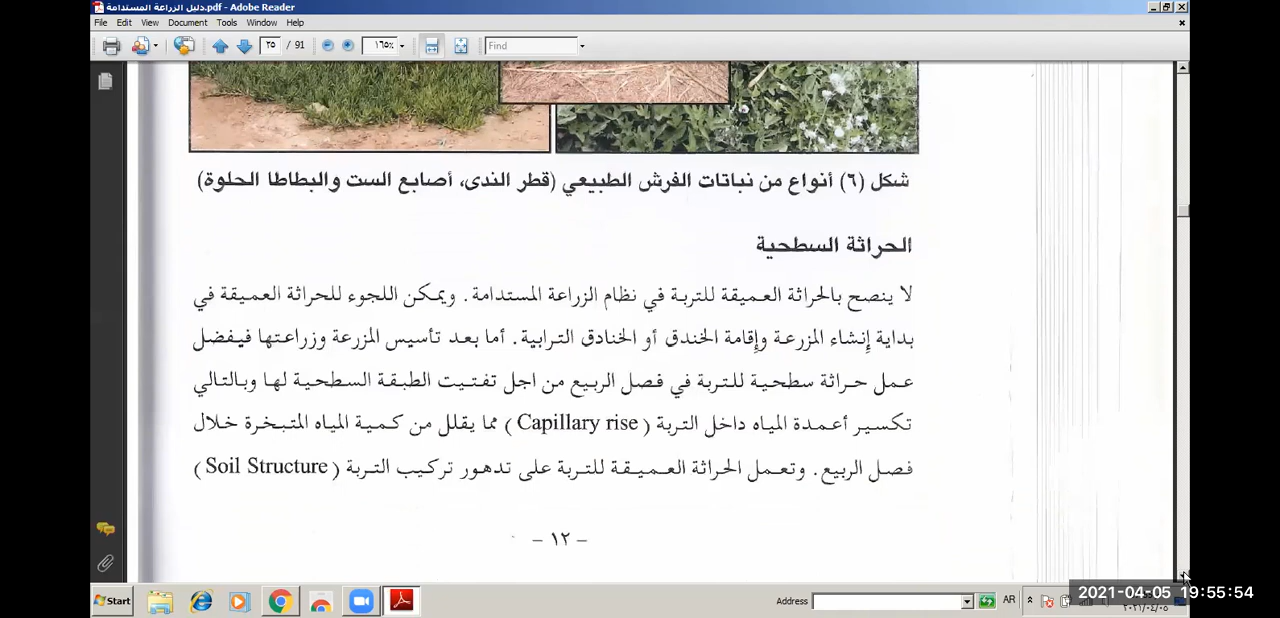 دليل الزراعة المستدامة.pdf - Adobe Reader
File Edit View Document Tools Window Help
٢٥ / 91 ١٦٥٪ Find
شكل (٦) أنواع من نباتات الفرش الطبيعي (قطر الندى، أصابع الست والبطاطا الحلوة)
الحراثة السطحية
لا ينصح بالحراثة العميقة للتربة في نظام الزراعة المستدامة. ويمكن اللجوء للحراثة العميقة في
بداية إنشاء المزرعة وإقامة الخندق أو الخنادق الترابية. أما بعد تأسيس المزرعة وزراعتها فيفضل
عمل حراثة سطحية للتربة في فصل الربيع من اجل تفتيت الطبقة السطحية لها وبالتالي
تكسير أعمدة المياه داخل التربة (Capillary rise) مما يقلل من كمية المياه المتبخرة خلال
فصل الربيع. وتعمل الحراثة العميقة للتربة على تدهور تركيب التربة (Soil Structure)
– ١٢ –
Start Address AR
2021-04-05 19:55:54
٢٠٢١/٠٤/٠٥